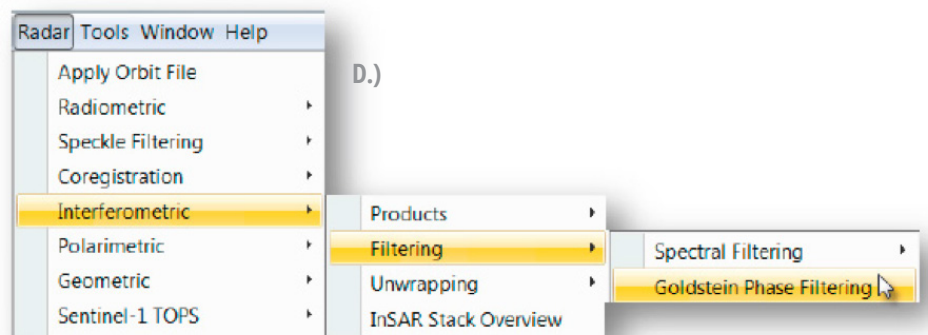 Radar Tools Window Help
Apply Orbit File
D.)
Radiometric
Speckle Filtering
Coregistration
Interferometric
Products
Polarimetric
Filtering
Spectral Filtering
Geometric
Unwrapping
Goldstein Phase Filtering
Sentinel-1 TOPS
InSAR Stack Overview